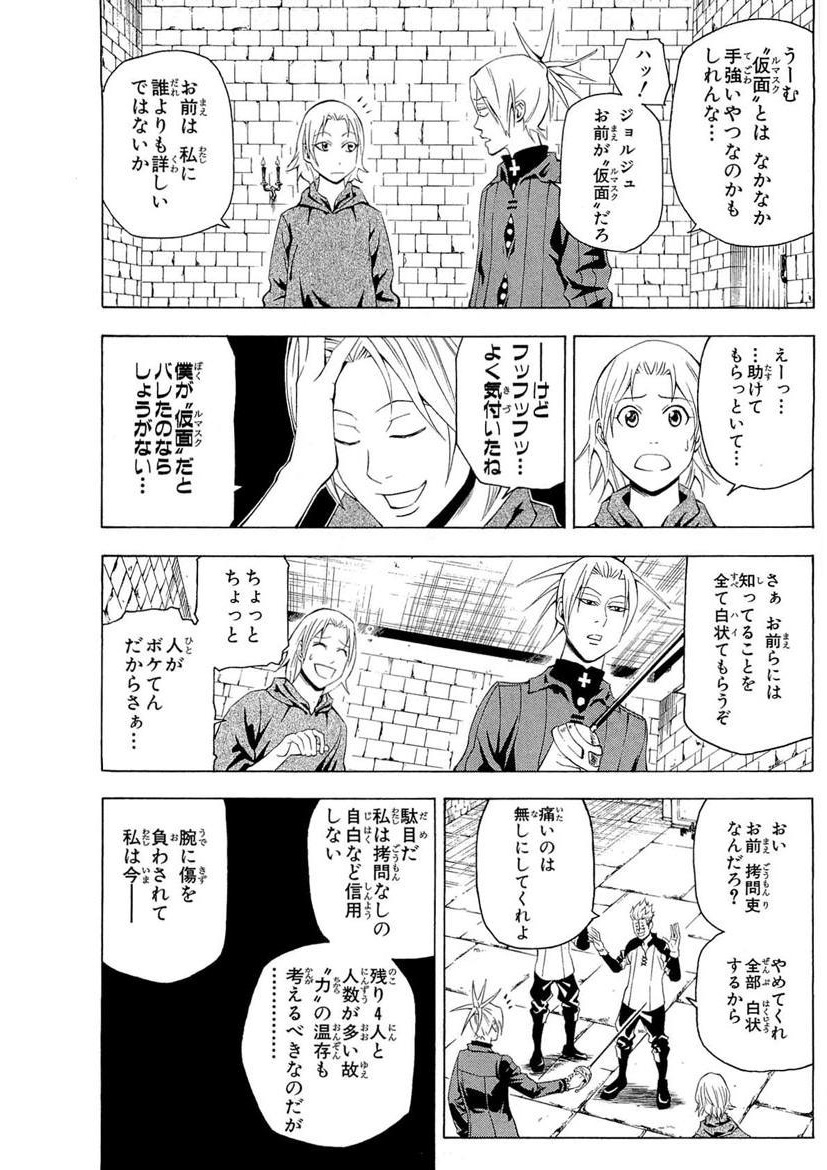 うーむ
“仮面”とは なかなか
手強いやつなのかも
しれんな…
ハッ!
ジョルジュ
お前が“仮面”だろ
お前は 私に
誰よりも詳しい
ではないか
えーっ…
…助けて
もらっといて…
──けど
フッフッフッ…
よく気付いたね
僕が“仮面”だと
バレたのなら
しょうがない…
さぁ お前らには
知ってることを
全て白状てもらうぞ
ちょっと
ちょっと
人が
ボケてん
だからさぁ…
おい
お前 拷問吏
なんだろ?
やめてくれ
全部 白状
するから
痛いのは
無しにしてくれよ
駄目だ
私は拷問なしの
自白など信用
しない
残り4人と
人数が多い故
“力”の温存も
考えるべきなのだが
…………
腕に傷を
負わされて
私は今──